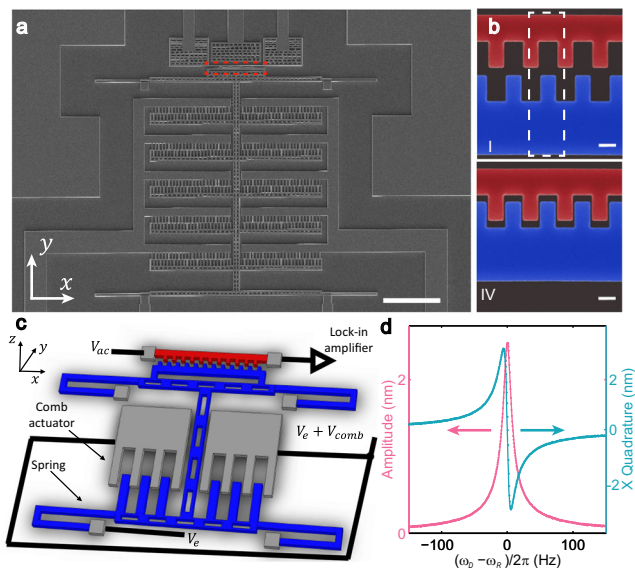 a
y
x
b
I
IV
c
z
y
x
V_ac
Lock-in
amplifier
Comb
actuator
V_e + V_comb
Spring
V_e
d
Amplitude (nm)
2
0
X Quadrature (nm)
2
0
-2
−100
0
100
(ω_D −ω_R)/2π (Hz)